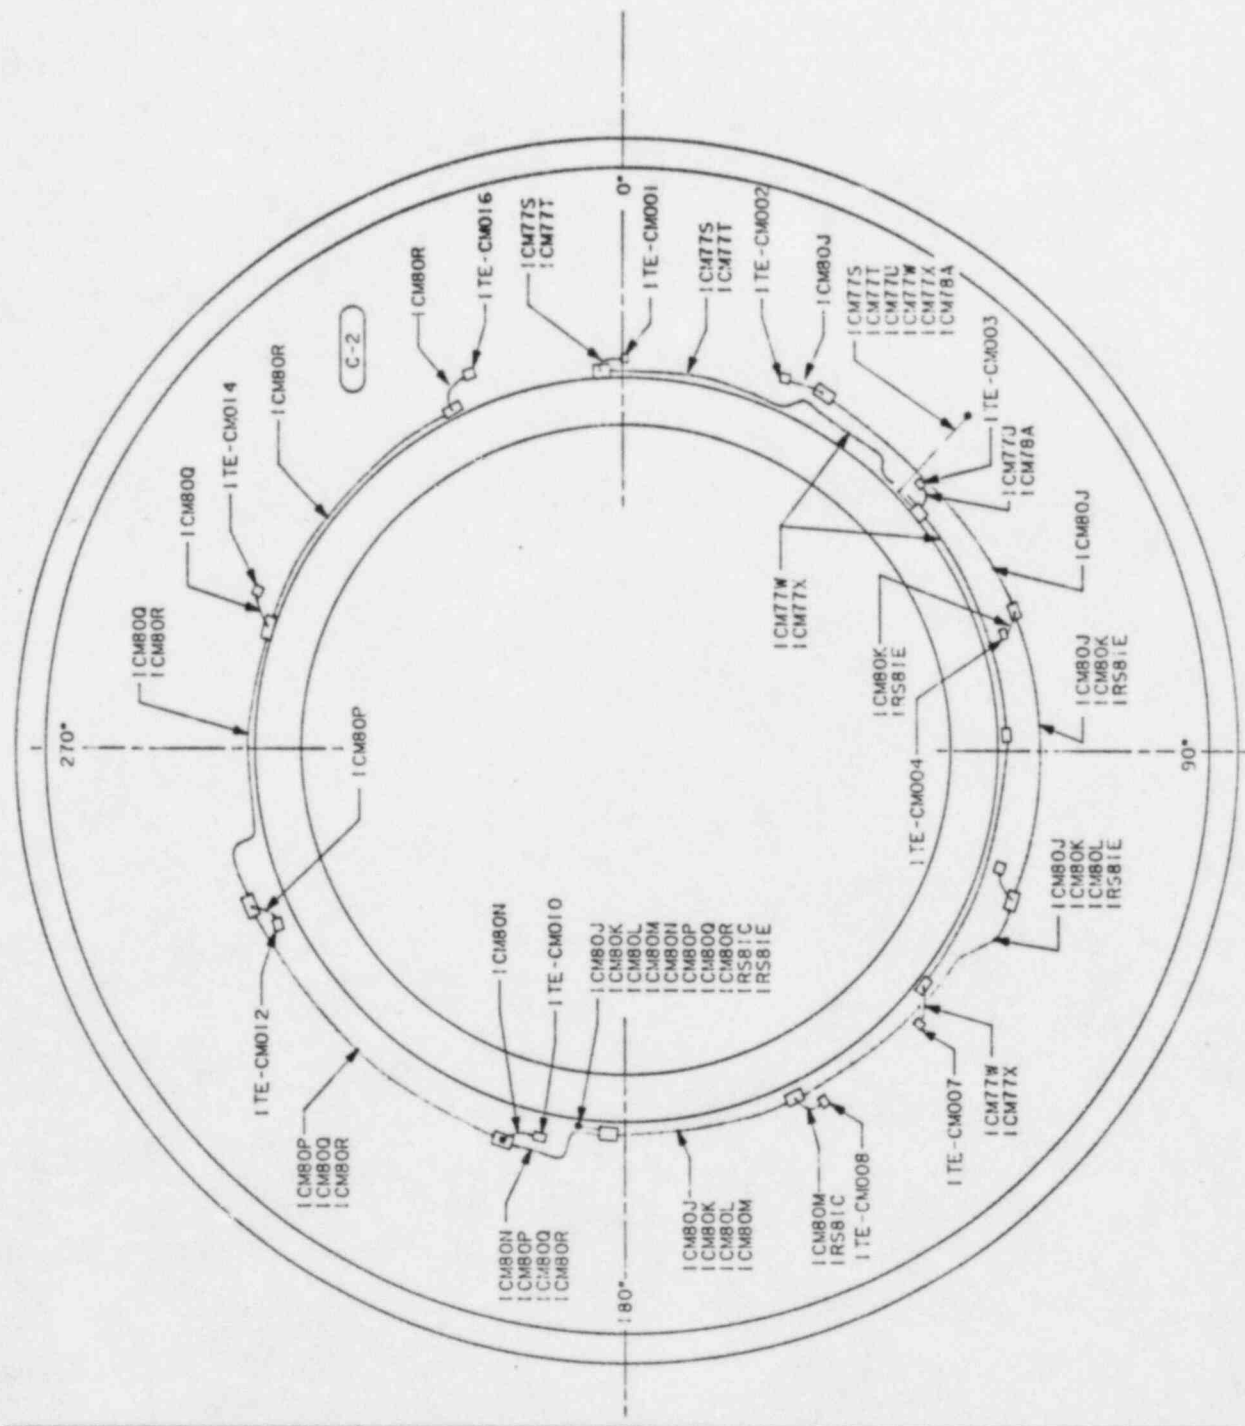 270°
1CM80Q
1CM80R
1CM80Q
1TE-CM014
1CM80R
C-2
1CM80R
1TE-CM016
1CM77S
1CM77T
0°
1TE-CM001
1CM77S
1CM77T
1TE-CM002
1CM80J
1CM77S
1CM77T
1CM77U
1CM77W
1CM77X
1CM78A
1TE-CM003
1CM78A
1CM80J
1CM77W
1CM77X
1CM80K
1RS81E
1TE-CM004
1CM80J
1CM80K
1RS81E
90°
1CM80J
1CM80K
1CM80L
1RS81E
1CM77W
1CM77X
1TE-CM007
1TE-CM008
1CM80M
1RS81C
1CM80J
1CM80K
1CM80L
1CM80M
180°
1CM80J
1CM80K
1CM80L
1CM80M
1CM80N
1CM80P
1CM80Q
1CM80R
1RS81C
1RS81E
1TE-CM010
1CM80N
1CM80N
1CM80P
1CM80Q
1CM80R
1CM80P
1CM80Q
1CM80R
1TE-CM012
1CM80P